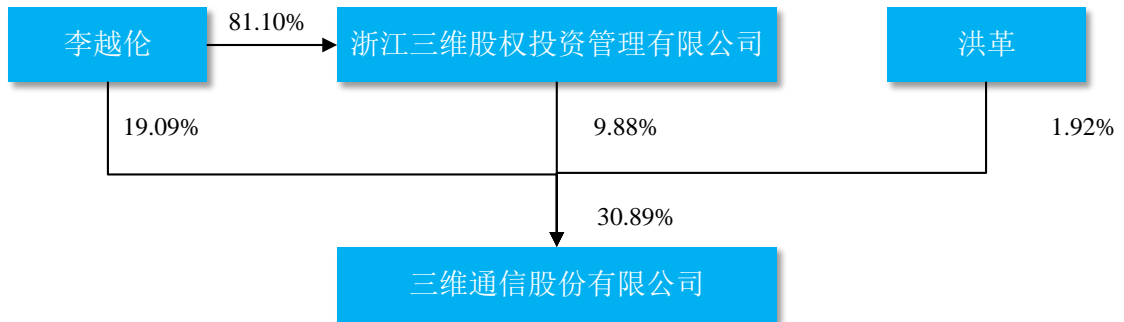 81.10%
李越伦
浙江三维股权投资管理有限公司
洪革
19.09%
9.88%
1.92%
30.89%
三维通信股份有限公司